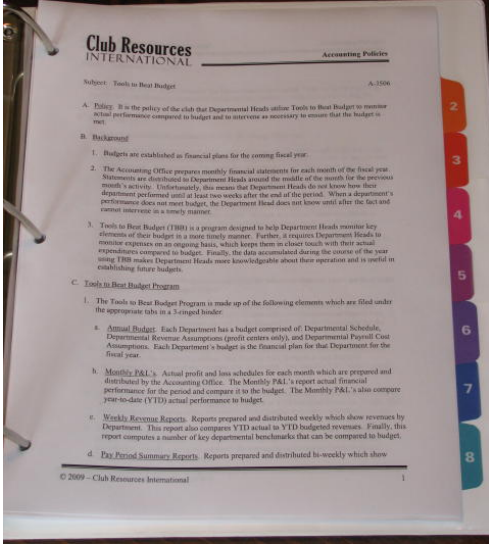 Club Resources
INTERNATIONAL
Accounting Policies
Subject: Tools to Beat Budget
A-3506
A. Policy. It is the policy of the club that Departmental Heads utilize Tools to Beat Budget to monitor
actual performance compared to budget and to intervene as necessary to ensure that the budget is
met.
B. Background
1. Budgets are established as financial plans for the coming fiscal year.
2. The Accounting Office prepares monthly financial statements for each month of the fiscal year.
Statements are distributed to Department Heads around the middle of the month for the previous
month's activity. Unfortunately, this means that Department Heads do not know how their
department performed until at least two weeks after the end of the period. When a department's
performance does not meet budget, the Department Head does not know until after the fact and
cannot intervene in a timely manner.
3. Tools to Beat Budget (TBB) is a program designed to help Department Heads monitor key
elements of their budget in a more timely manner. Further, it requires Department Heads to
monitor expenses on an ongoing basis, which keeps them in closer touch with their actual
expenditures compared to budget. Finally, the data accumulated during the course of the year
using TBB makes Department Heads more knowledgeable about their operation and is useful in
establishing future budgets.
C. Tools to Beat Budget Program
1. The Tools to Beat Budget Program is made up of the following elements which are filed under
the appropriate tabs in a 3-ringed binder:
a. Annual Budget. Each Department has a budget comprised of: Departmental Schedule,
Departmental Revenue Assumptions (profit centers only), and Departmental Payroll Cost
Assumptions. Each Department's budget is the financial plan for that Department for the
fiscal year.
b. Monthly P&L's. Actual profit and loss schedules for each month which are prepared and
distributed by the Accounting Office. The Monthly P&L's report actual financial
performance for the period and compare it to the budget. The Monthly P&L's also compare
year-to-date (YTD) actual performance to budget.
c. Weekly Revenue Reports. Reports prepared and distributed weekly which show revenues by
Department. This report also compares YTD actual to YTD budgeted revenues. Finally, this
report computes a number of key departmental benchmarks that can be compared to budget.
d. Pay Period Summary Reports. Reports prepared and distributed bi-weekly which show
© 2009 – Club Resources International
1
2
3
4
5
6
7
8